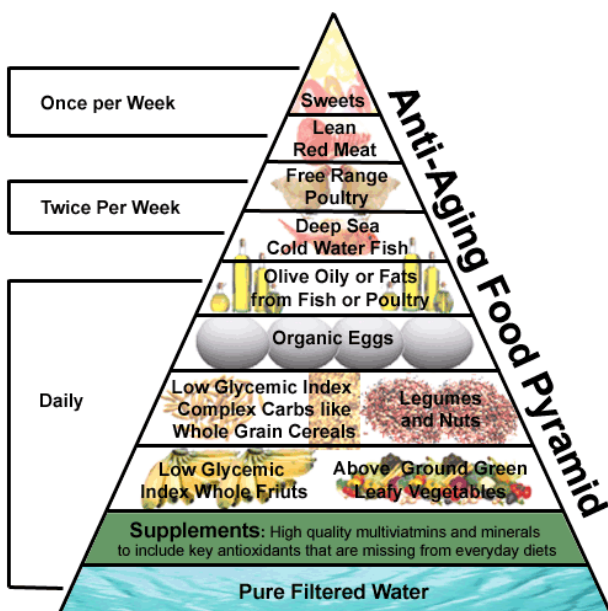 Anti-Aging Food Pyramid
Once per Week
Sweets
Lean
Red Meat
Twice Per Week
Free Range
Poultry
Deep Sea
Cold Water Fish
Daily
Olive Oily or Fats
from Fish or Poultry
Organic Eggs
Low Glycemic Index
Complex Carbs like
Whole Grain Cereals
Legumes
and Nuts
Low Glycemic
Index Whole Friuts
Above Ground Green
Leafy Vegetables
Supplements: High quality multiviatmins and minerals
to include key antioxidants that are missing from everyday diets
Pure Filtered Water